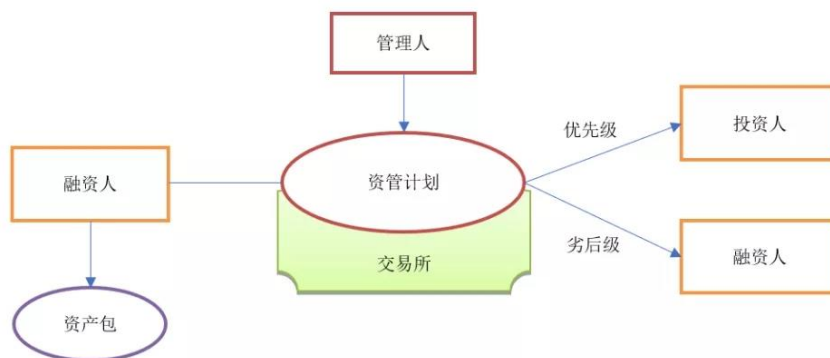 管理人
优先级
投资人
融资人
资管计划
劣后级
交易所
融资人
资产包